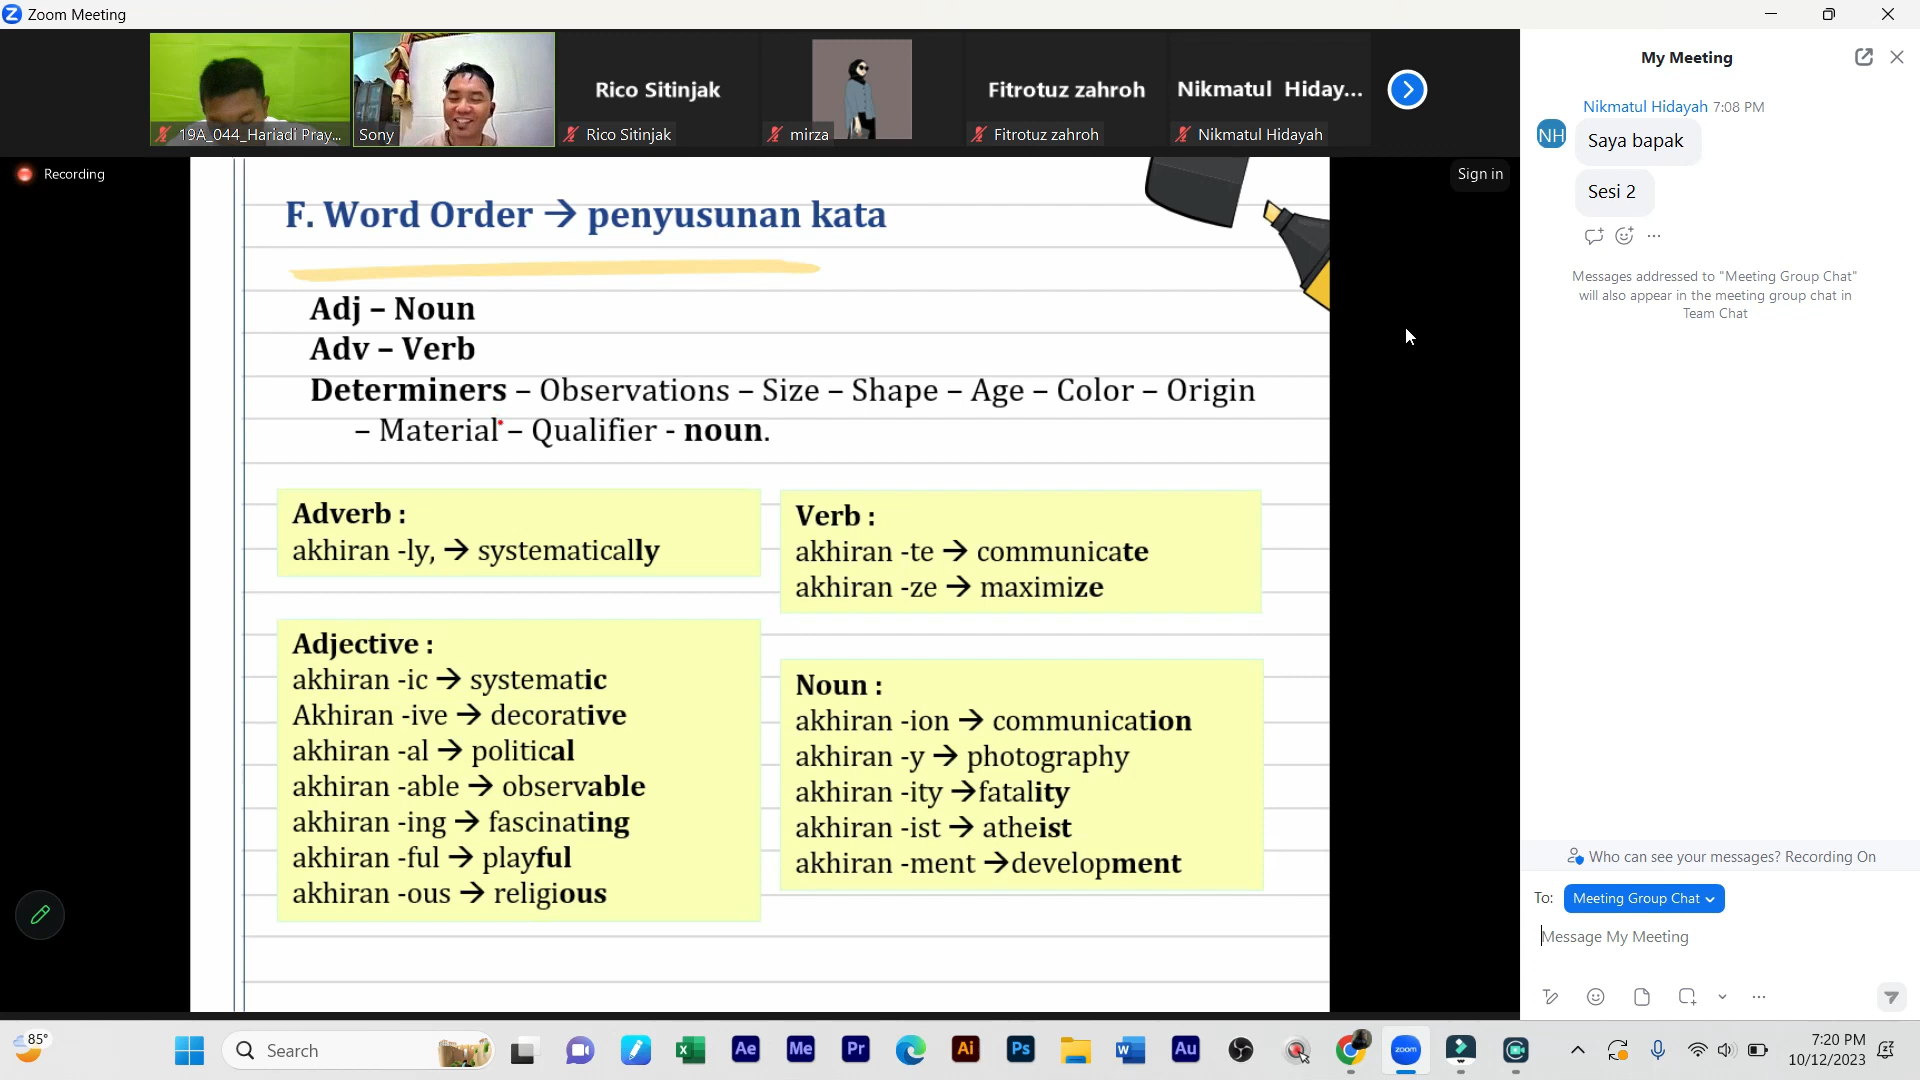 Zoom Meeting
19A_044_Hariadi Pray...
Sony
Rico Sitinjak
Rico Sitinjak
mirza
Fitrotuz zahroh
Fitrotuz zahroh
Nikmatul Hiday...
Nikmatul Hidayah
Recording
Sign in
F. Word Order → penyusunan kata
Adj – Noun
Adv – Verb
Determiners – Observations – Size – Shape – Age – Color – Origin
– Material – Qualifier - noun.
Adverb :
akhiran -ly, → systematically
Adjective :
akhiran -ic → systematic
Akhiran -ive → decorative
akhiran -al → political
akhiran -able → observable
akhiran -ing → fascinating
akhiran -ful → playful
akhiran -ous → religious
Verb :
akhiran -te → communicate
akhiran -ze → maximize
Noun :
akhiran -ion → communication
akhiran -y → photography
akhiran -ity →fatality
akhiran -ist → atheist
akhiran -ment →development
My Meeting
Nikmatul Hidayah 7:08 PM
NH
Saya bapak
Sesi 2
Messages addressed to "Meeting Group Chat"
will also appear in the meeting group chat in
Team Chat
Who can see your messages? Recording On
To: Meeting Group Chat
Message My Meeting
85°
Search
Ae
Me
Pr
Ai
Ps
Au
zoom
7:20 PM
10/12/2023